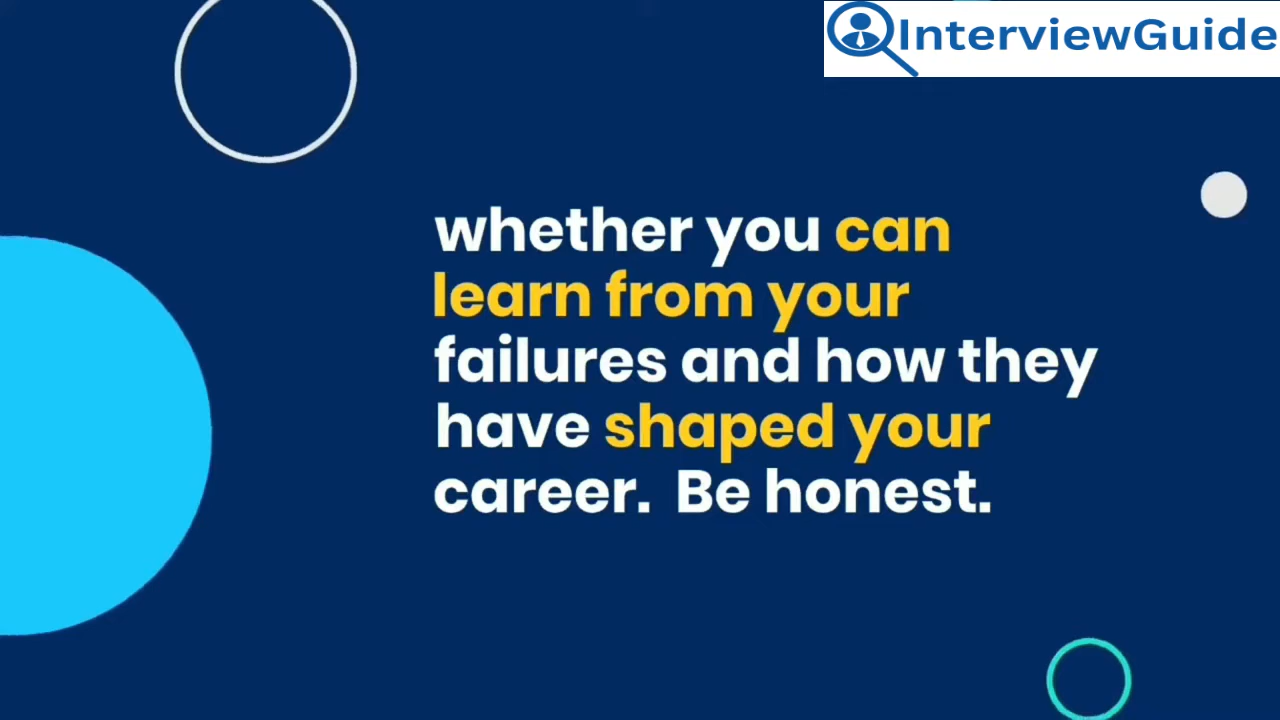 InterviewGuide
whether you can
learn from your
failures and how they
have shaped your
career. Be honest.